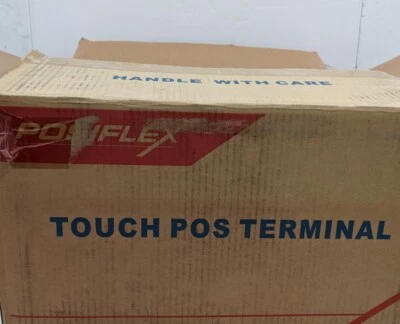 HANDLE WITH CARE
POSIFLEX
TOUCH POS TERMINAL